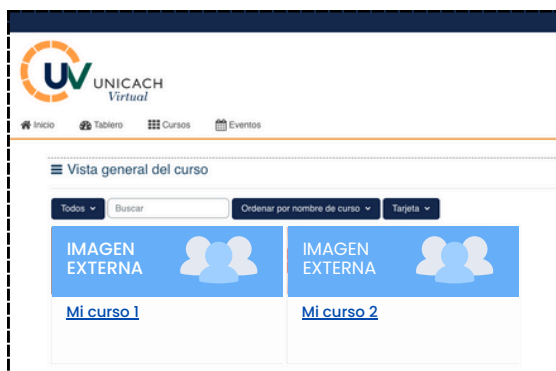 UV UNICACH
Virtual
Inicio Tablero Cursos Eventos
Vista general del curso
Todos Buscar Ordenar por nombre de curso Tarjeta
IMAGEN
EXTERNA
IMAGEN
EXTERNA
Mi curso 1
Mi curso 2